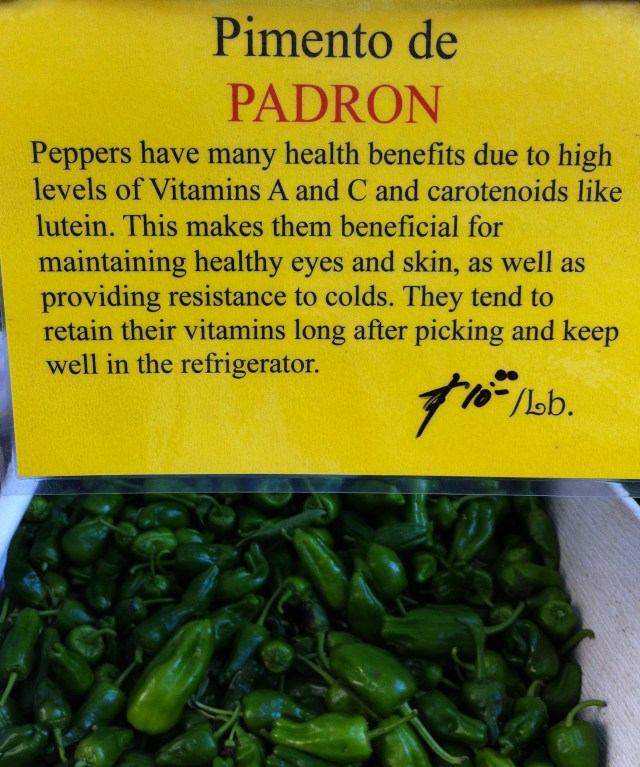 Pimento de
PADRON
Peppers have many health benefits due to high
levels of Vitamins A and C and carotenoids like
lutein. This makes them beneficial for
maintaining healthy eyes and skin, as well as
providing resistance to colds. They tend to
retain their vitamins long after picking and keep
well in the refrigerator.
$10.00/Lb.